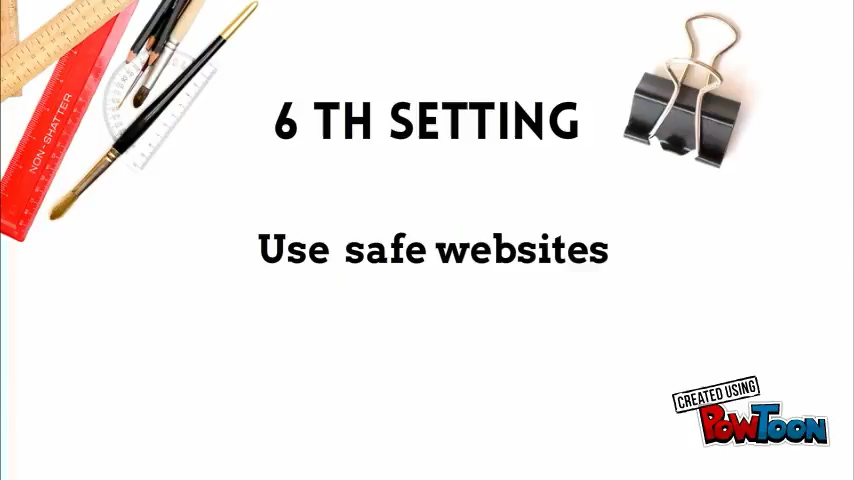 6 TH SETTING
NON-SHATTER
Use safe websites
CREATED USING
POWTOON